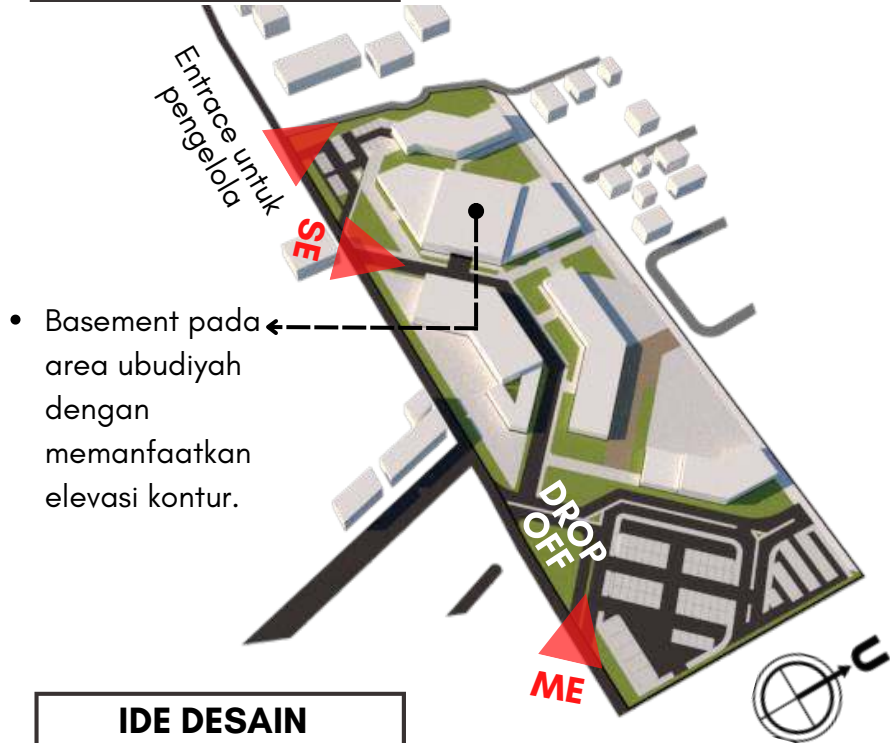 Entrace untuk
pengelola
SE
• Basement pada
area ubudiyah
dengan
memanfaatkan
elevasi kontur.
DROP
OFF
ME
U
IDE DESAIN